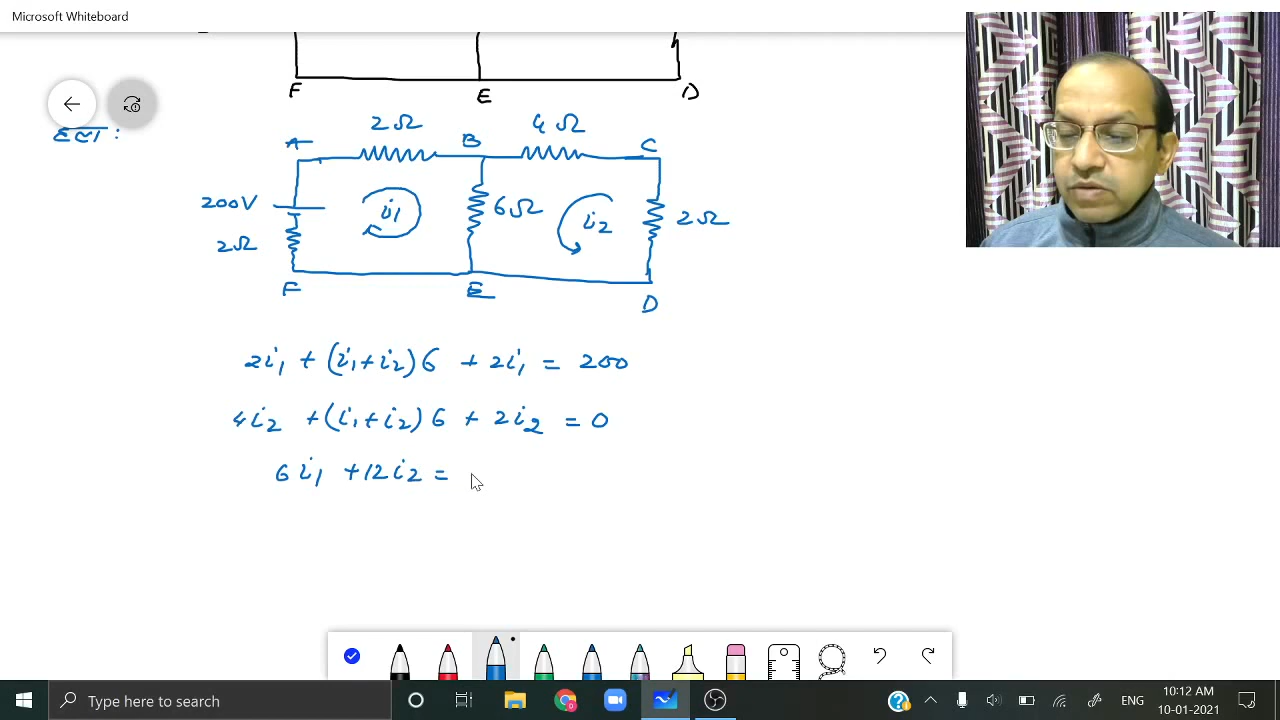 Microsoft Whiteboard
F E D
ECT :
2Ω 4Ω
A B C
200V i1 6Ω i2 2Ω
2Ω
F E D
2i1 + (i1+i2)6 + 2i1 = 200
4i2 +(i1+i2)6 + 2i2 = 0
6i1 +12i2 =
Type here to search
ENG
10:12 AM
10-01-2021